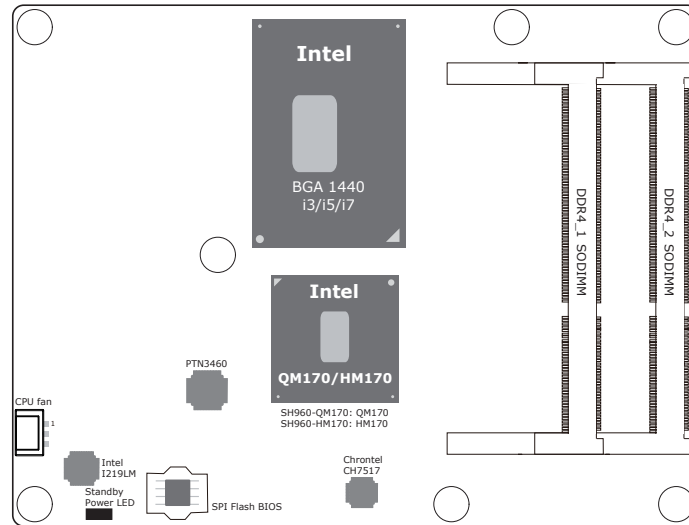 Intel
BGA 1440
i3/i5/i7
DDR4_1 SODIMM
DDR4_2 SODIMM
Intel
QM170/HM170
SH960-QM170: QM170
SH960-HM170: HM170
PTN3460
CPU fan
1
Intel
I219LM
Standby
Power LED
SPI Flash BIOS
Chrontel
CH7517